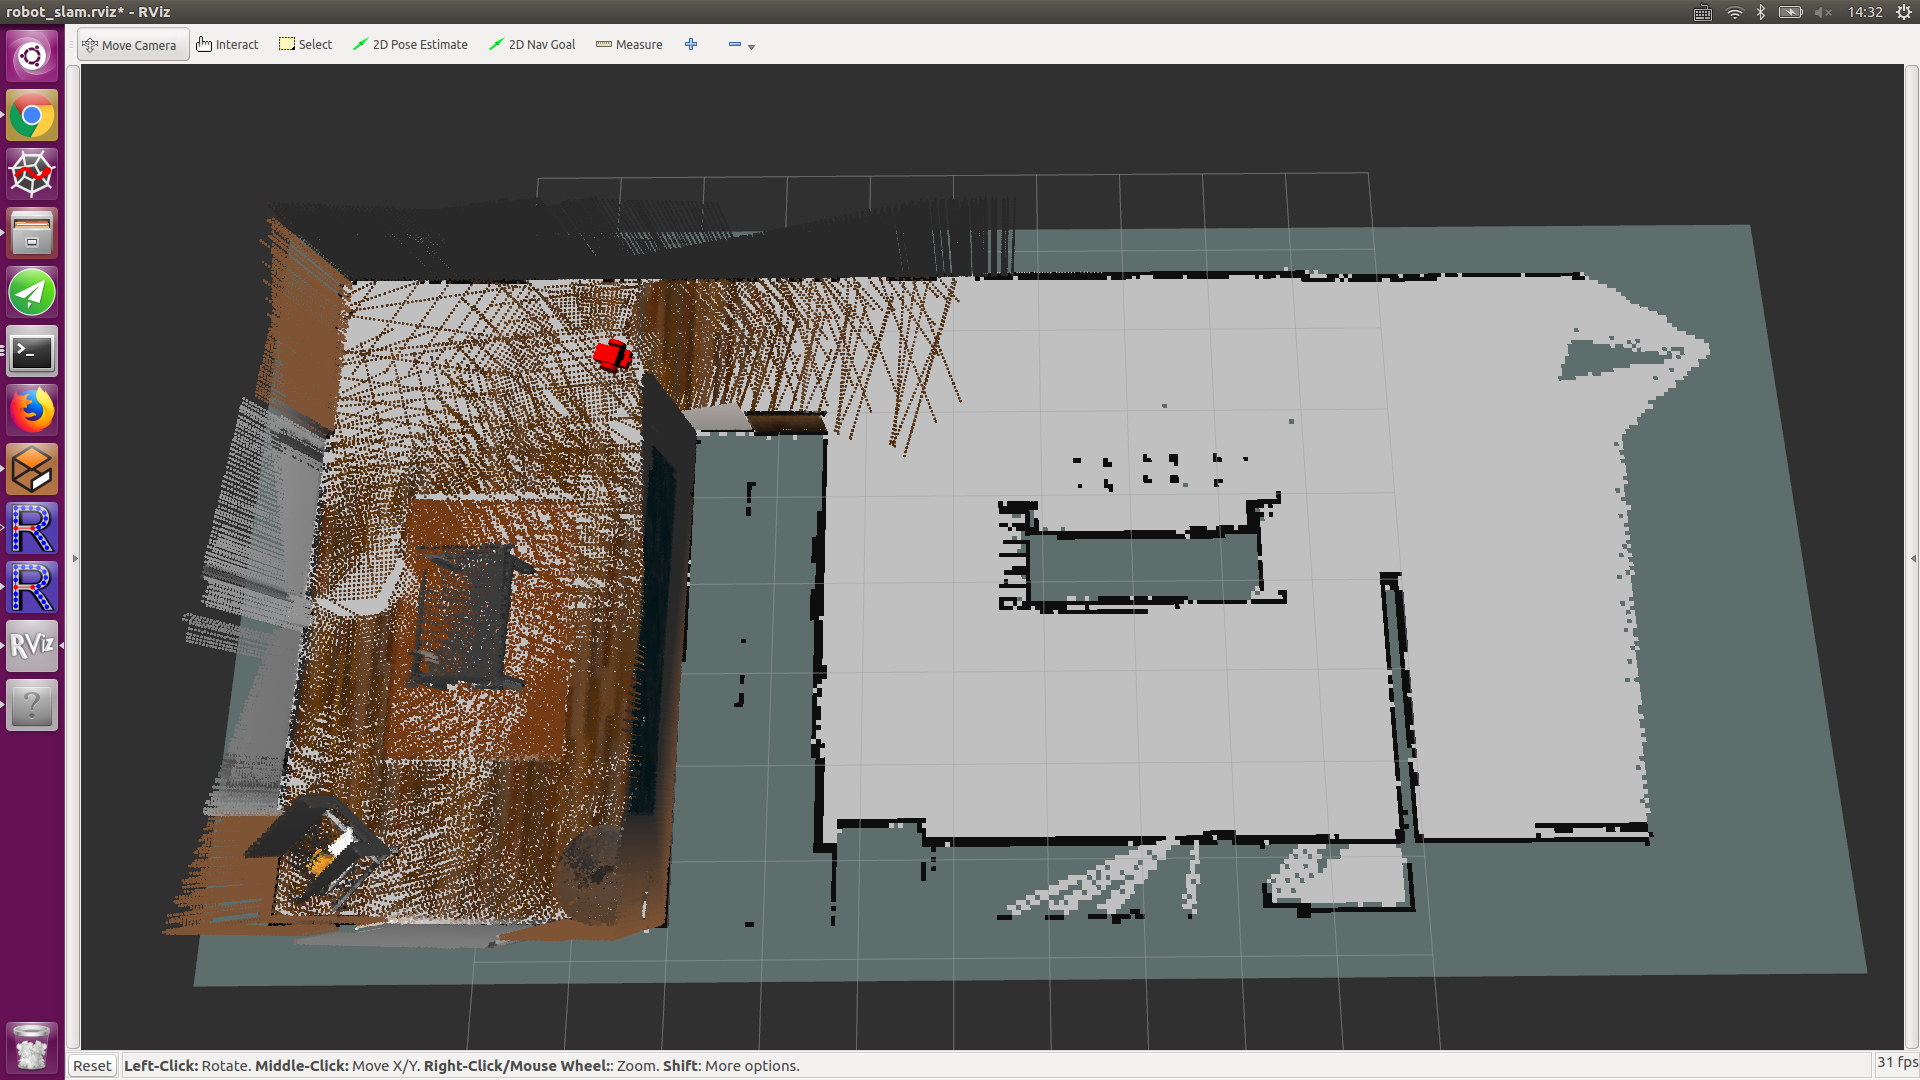 robot_slam.rviz* - RViz
14:32
Move Camera
Interact
Select
2D Pose Estimate
2D Nav Goal
Measure
R
R
RViz
?
Reset
Left-Click: Rotate. Middle-Click: Move X/Y. Right-Click/Mouse Wheel:: Zoom. Shift: More options.
31 fps